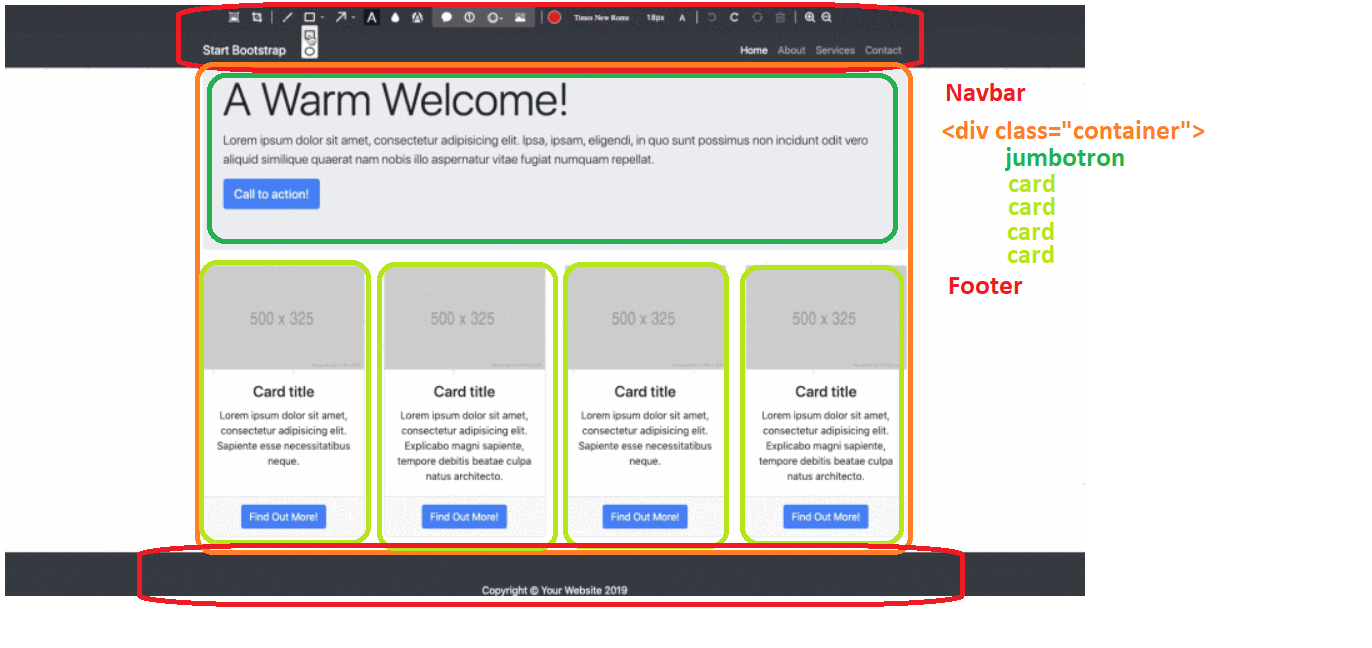 A
Times New Roma
18px
A
Start Bootstrap
Home About Services Contact
A Warm Welcome!
Lorem ipsum dolor sit amet, consectetur adipisicing elit. Ipsa, ipsam, eligendi, in quo sunt possimus non incidunt odit vero
aliquid similique quaerat nam nobis illo aspernatur vitae fugiat numquam repellat.
Call to action!
Navbar
<div class="container">
jumbotron
card
card
card
card
Footer
500 x 325
Card title
Lorem ipsum dolor sit amet,
consectetur adipisicing elit.
Sapiente esse necessitatibus
neque.
Find Out More!
500 x 325
Card title
Lorem ipsum dolor sit amet,
consectetur adipisicing elit.
Explicabo magni sapiente,
tempore debitis beatae culpa
natus architecto.
Find Out More!
500 x 325
Card title
Lorem ipsum dolor sit amet,
consectetur adipisicing elit.
Sapiente esse necessitatibus
neque.
Find Out More!
500 x 325
Card title
Lorem ipsum dolor sit amet,
consectetur adipisicing elit.
Explicabo magni sapiente,
tempore debitis beatae culpa
natus architecto.
Find Out More!
Copyright © Your Website 2019